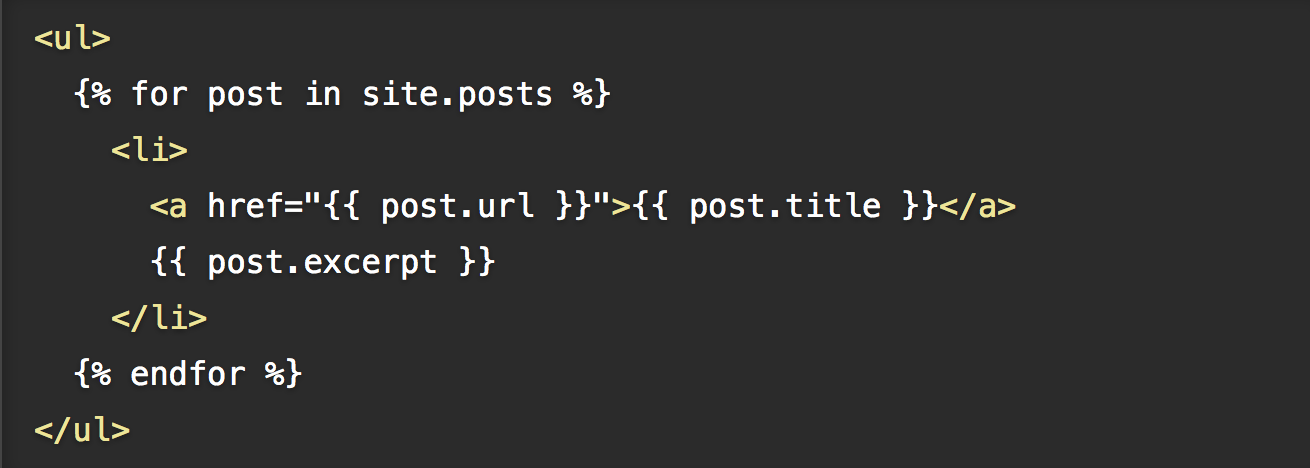 <ul>
  {% for post in site.posts %}
    <li>
      <a href="{{ post.url }}">{{ post.title }}</a>
      {{ post.excerpt }}
    </li>
  {% endfor %}
</ul>